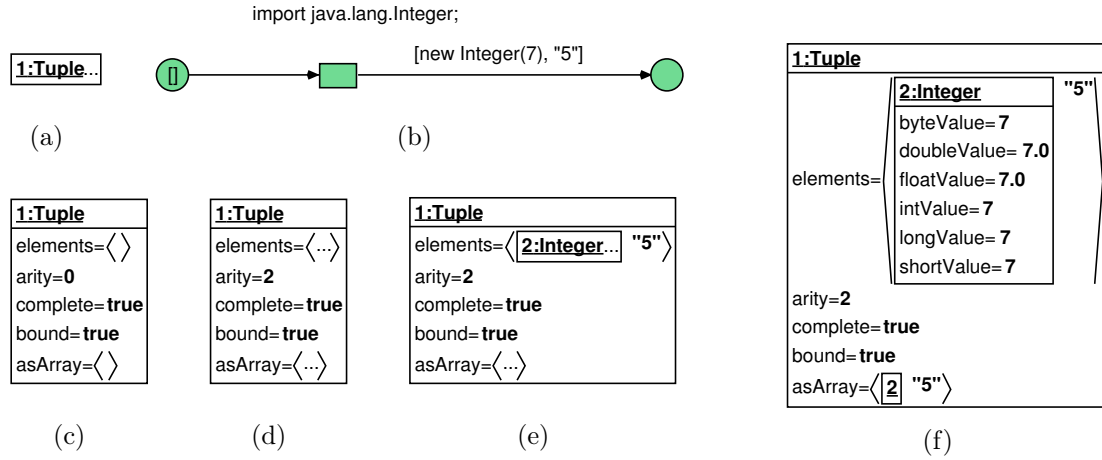 import java.lang.Integer;
1:Tuple...
[]
[new Integer(7), "5"]
(a)
(b)
1:Tuple
elements=⟨ ⟩
arity=0
complete=true
bound=true
asArray=⟨ ⟩
(c)
1:Tuple
elements=⟨...⟩
arity=2
complete=true
bound=true
asArray=⟨...⟩
(d)
1:Tuple
elements=⟨2:Integer... "5"⟩
arity=2
complete=true
bound=true
asArray=⟨...⟩
(e)
1:Tuple
2:Integer "5"
byteValue=7
doubleValue=7.0
elements=⟨ floatValue=7.0 ⟩
intValue=7
longValue=7
shortValue=7
arity=2
complete=true
bound=true
asArray=⟨2 "5"⟩
(f)